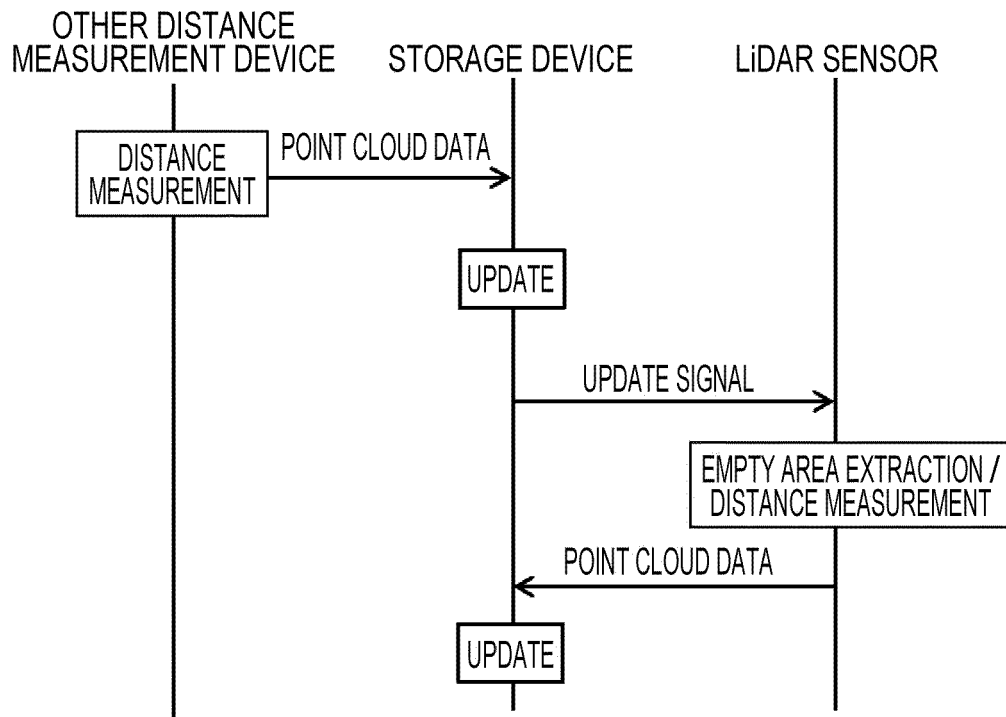 OTHER DISTANCE
MEASUREMENT DEVICE
STORAGE DEVICE
LiDAR SENSOR
DISTANCE
MEASUREMENT
POINT CLOUD DATA
UPDATE
UPDATE SIGNAL
EMPTY AREA EXTRACTION /
DISTANCE MEASUREMENT
POINT CLOUD DATA
UPDATE